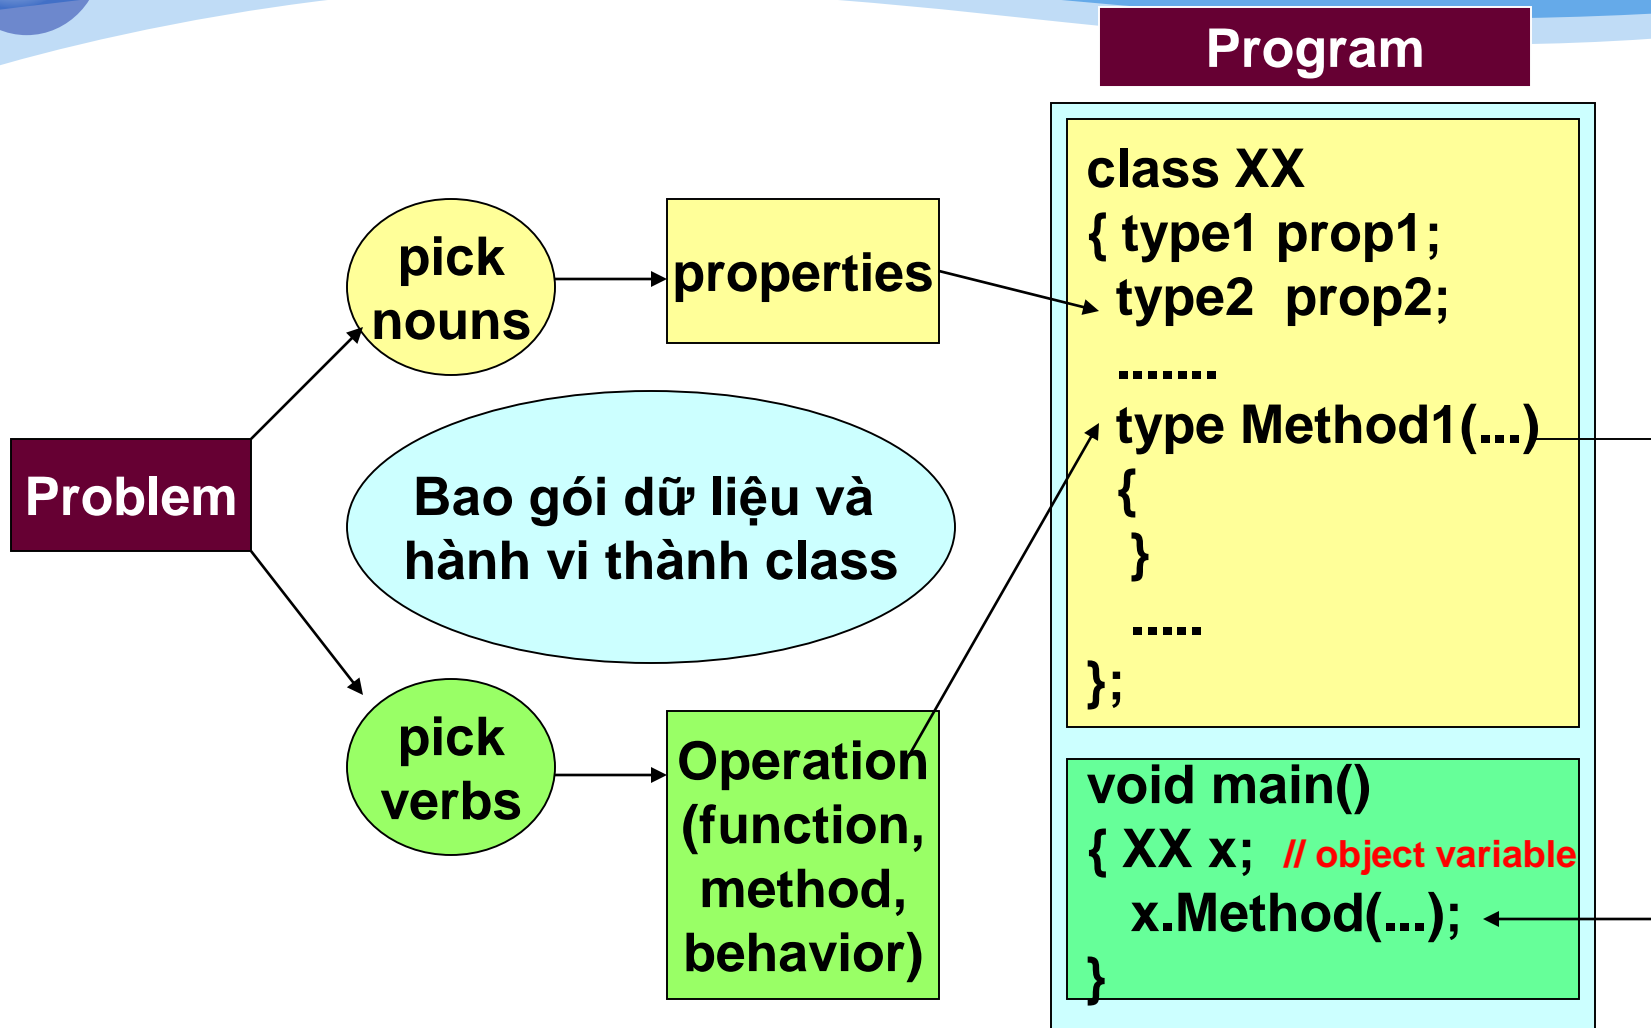 Program
class XX
{ type1 prop1;
type2 prop2;
.......
type Method1(...)
{
}
.....
};
pick
nouns
properties
Problem
Bao gói dữ liệu và
hành vi thành class
pick
verbs
Operation
(function,
method,
behavior)
void main()
{ XX x; // object variable
x.Method(...);
}